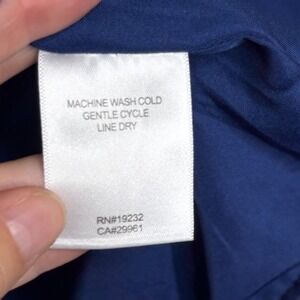 MACHINE WASH COLD
GENTLE CYCLE
LINE DRY
RN#19232
CA#29961